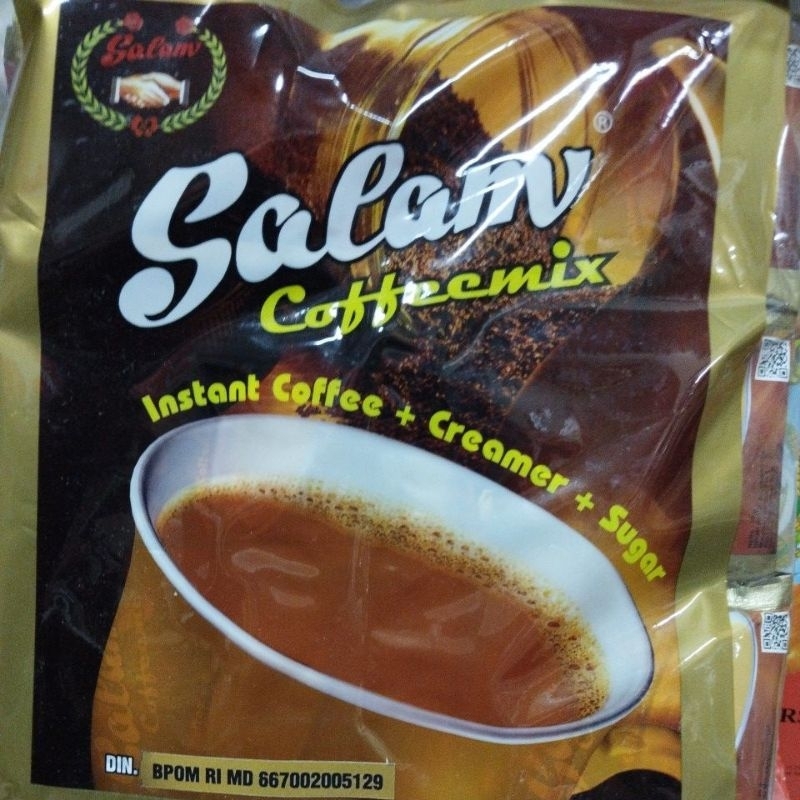 Salam
Salam®
Coffeemix
Instant Coffee + Creamer + Sugar
DIN. BPOM RI MD 667002005129